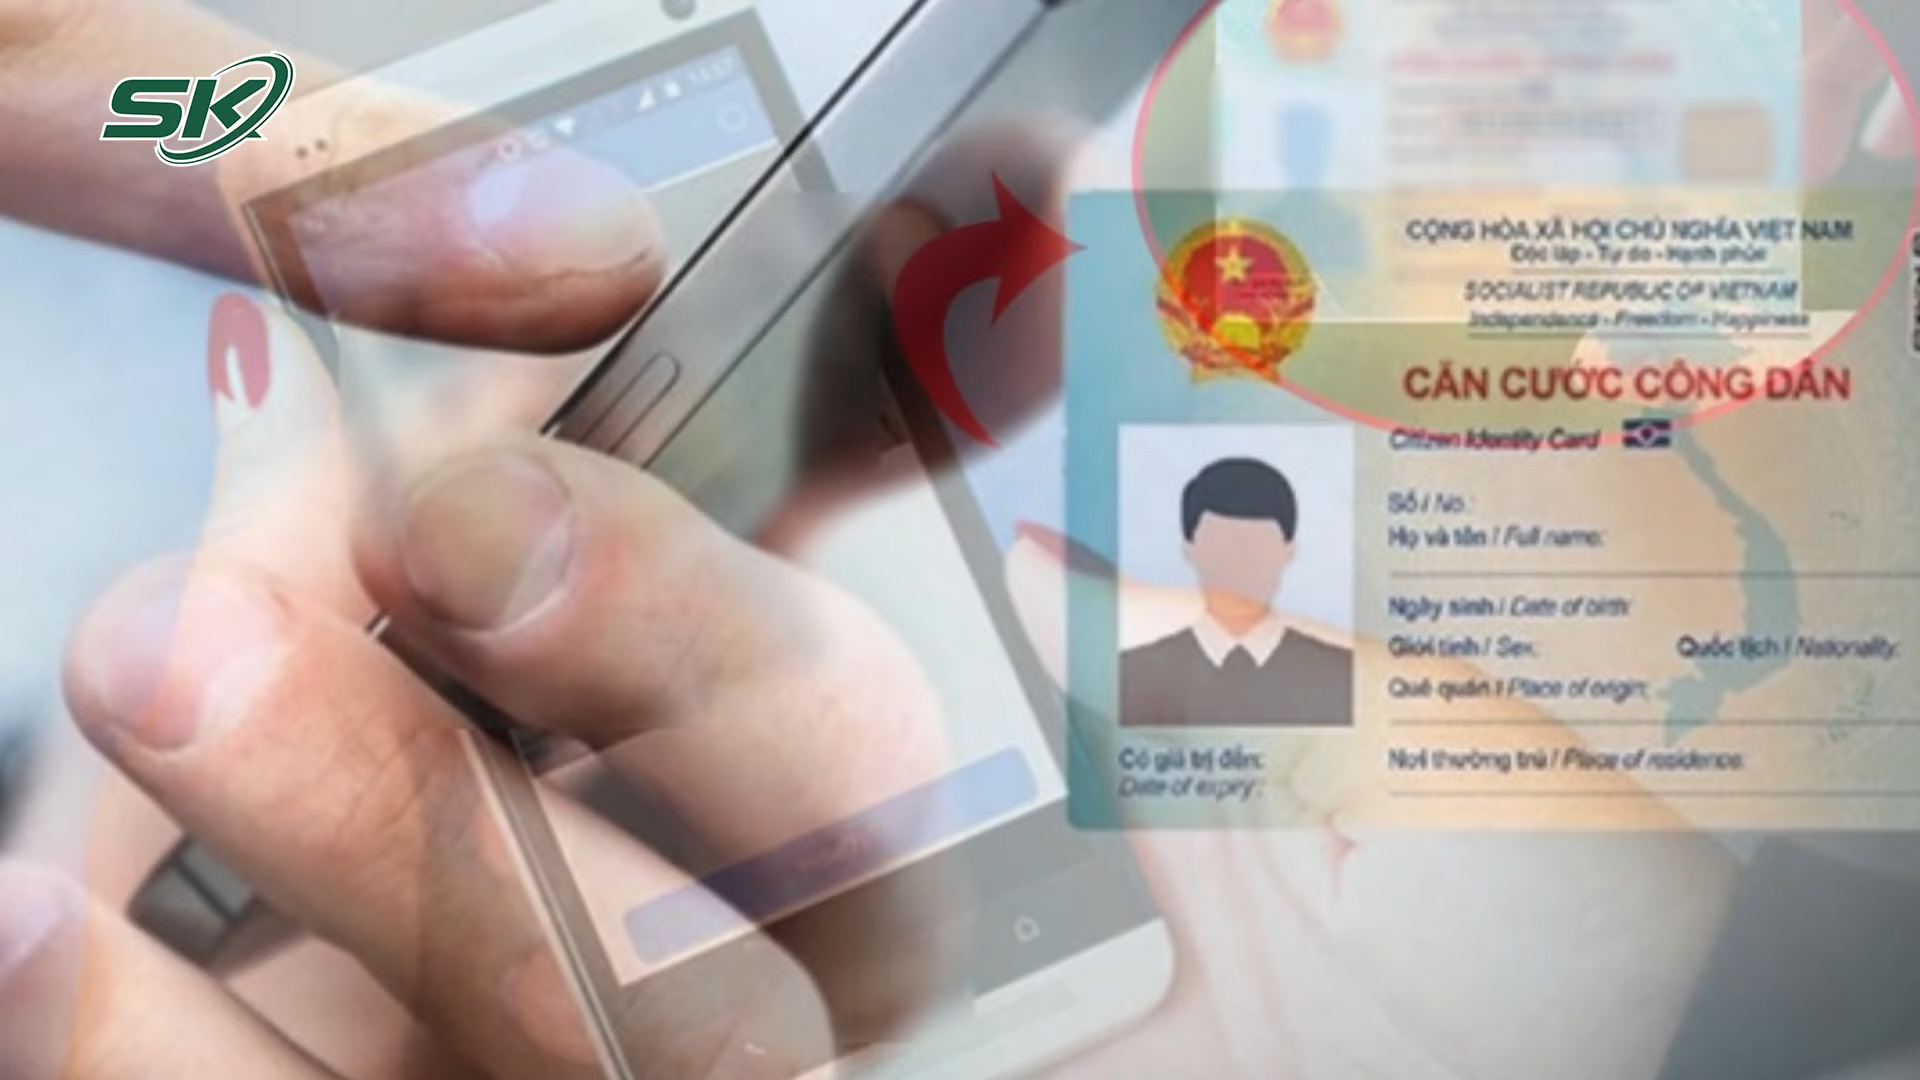 SK
CỘNG HÒA XÃ HỘI CHỦ NGHĨA VIỆT NAM
Độc lập - Tự do - Hạnh phúc
SOCIALIST REPUBLIC OF VIETNAM
Independence - Freedom - Happiness
CĂN CƯỚC CÔNG DÂN
Citizen Identity Card
Số / No.:
Họ và tên / Full name:
Ngày sinh / Date of birth:
Giới tính / Sex: Quốc tịch / Nationality:
Quê quán / Place of origin:
Có giá trị đến: Nơi thường trú / Place of residence:
Date of expiry: